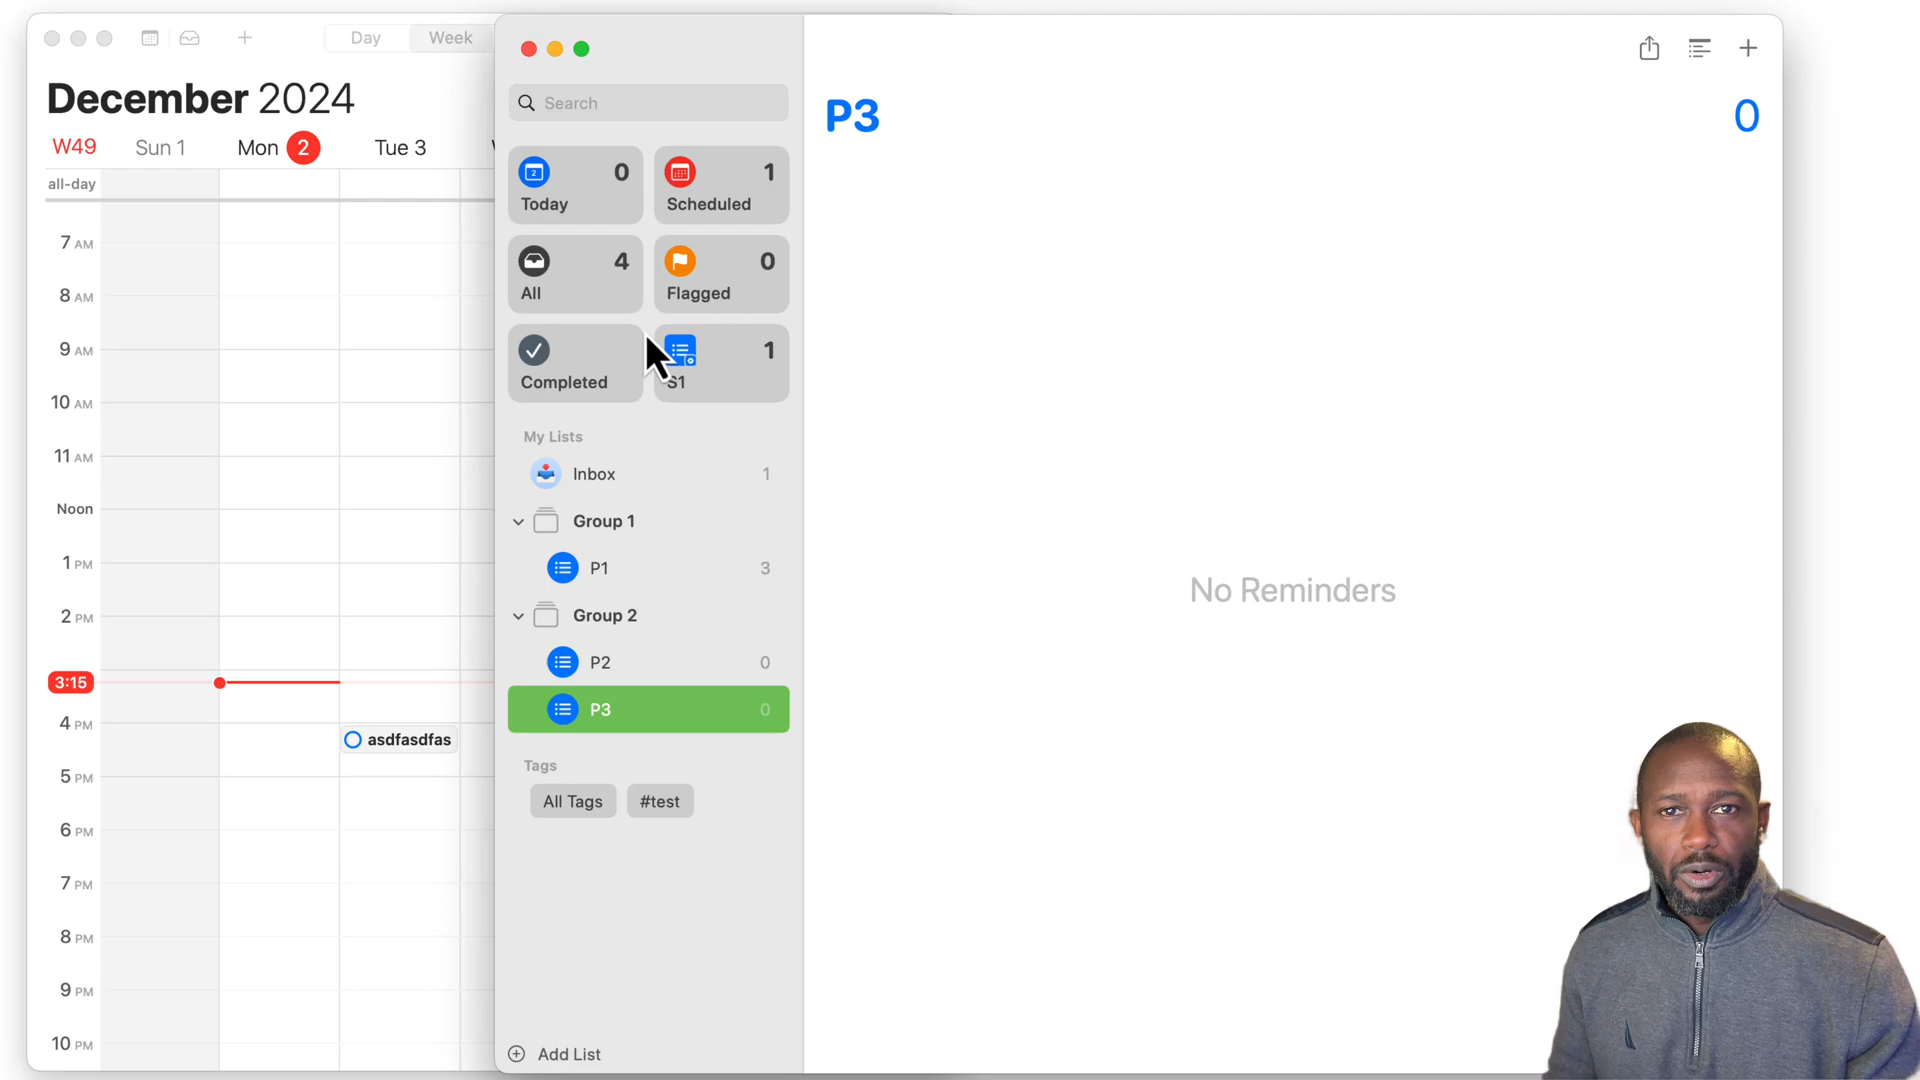 Day
Week
December 2024
W49
Sun 1
Mon 2
Tue 3
all-day
7 AM
8 AM
9 AM
10 AM
11 AM
Noon
1 PM
2 PM
3:15
4 PM
asdfasdfas
5 PM
6 PM
7 PM
8 PM
9 PM
10 PM
Search
2
0
Today
1
Scheduled
4
All
0
Flagged
Completed
1
S1
My Lists
Inbox 1
Group 1
P1 3
Group 2
P2 0
P3 0
Tags
All Tags
#test
Add List
P3
0
No Reminders